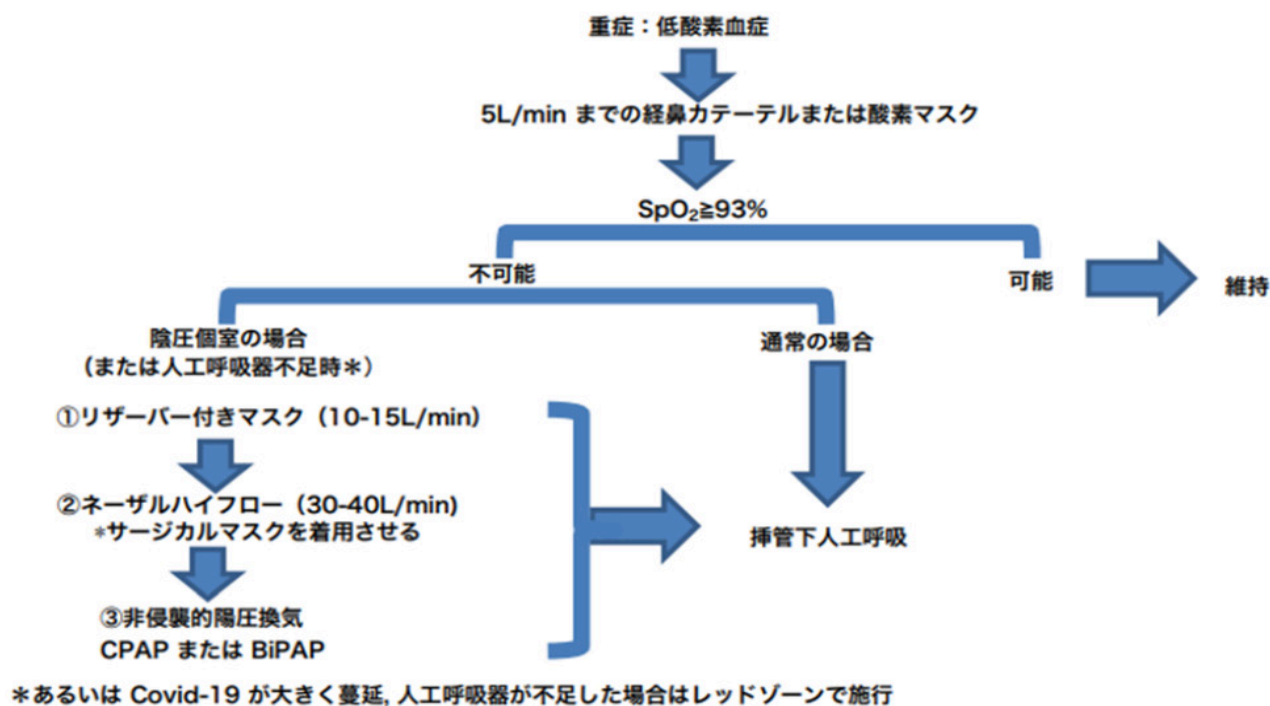 重症：低酸素血症
5L/min までの経鼻カテーテルまたは酸素マスク
SpO₂≧93%
不可能
可能
維持
陰圧個室の場合
（または人工呼吸器不足時＊）
通常の場合
①リザーバー付きマスク（10-15L/min）
②ネーザルハイフロー（30-40L/min)
*サージカルマスクを着用させる
挿管下人工呼吸
③非侵襲的陽圧換気
CPAP または BiPAP
＊あるいは Covid-19 が大きく蔓延, 人工呼吸器が不足した場合はレッドゾーンで施行